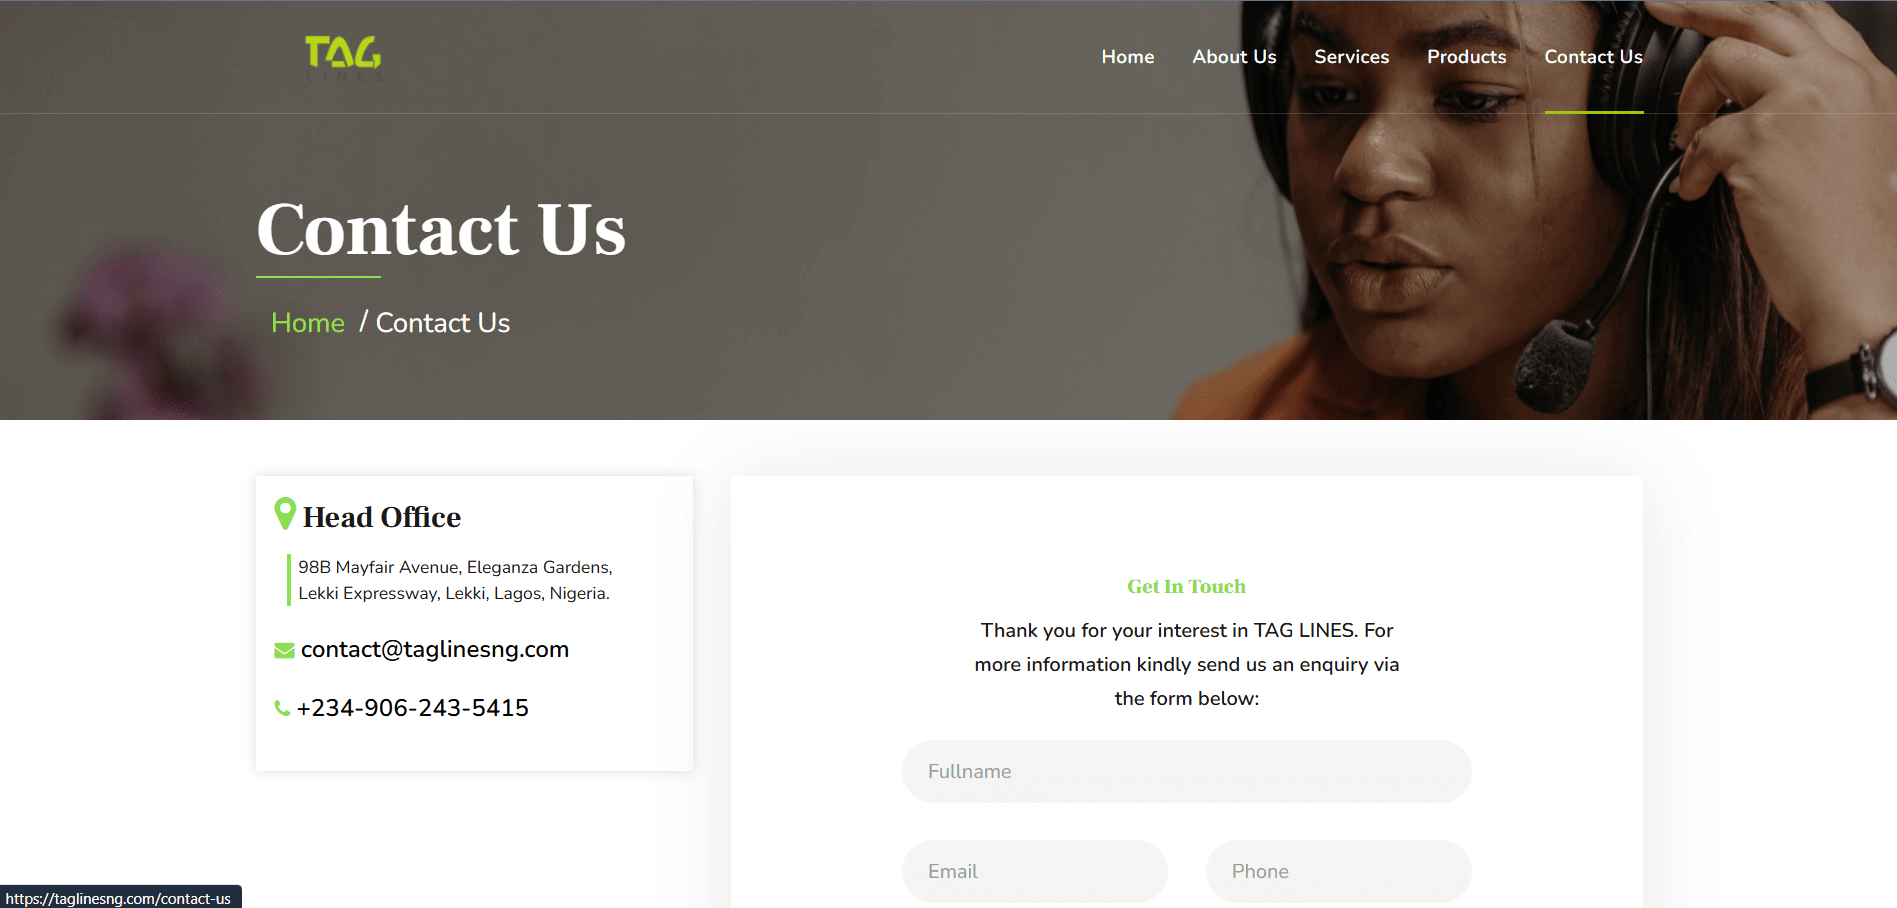 TAG
LINES
Home
About Us
Services
Products
Contact Us
Contact Us
Home / Contact Us
Head Office
98B Mayfair Avenue, Eleganza Gardens,
Lekki Expressway, Lekki, Lagos, Nigeria.
contact@taglinesng.com
+234-906-243-5415
Get In Touch
Thank you for your interest in TAG LINES. For
more information kindly send us an enquiry via
the form below:
Fullname
Email
Phone
https://taglinesng.com/contact-us